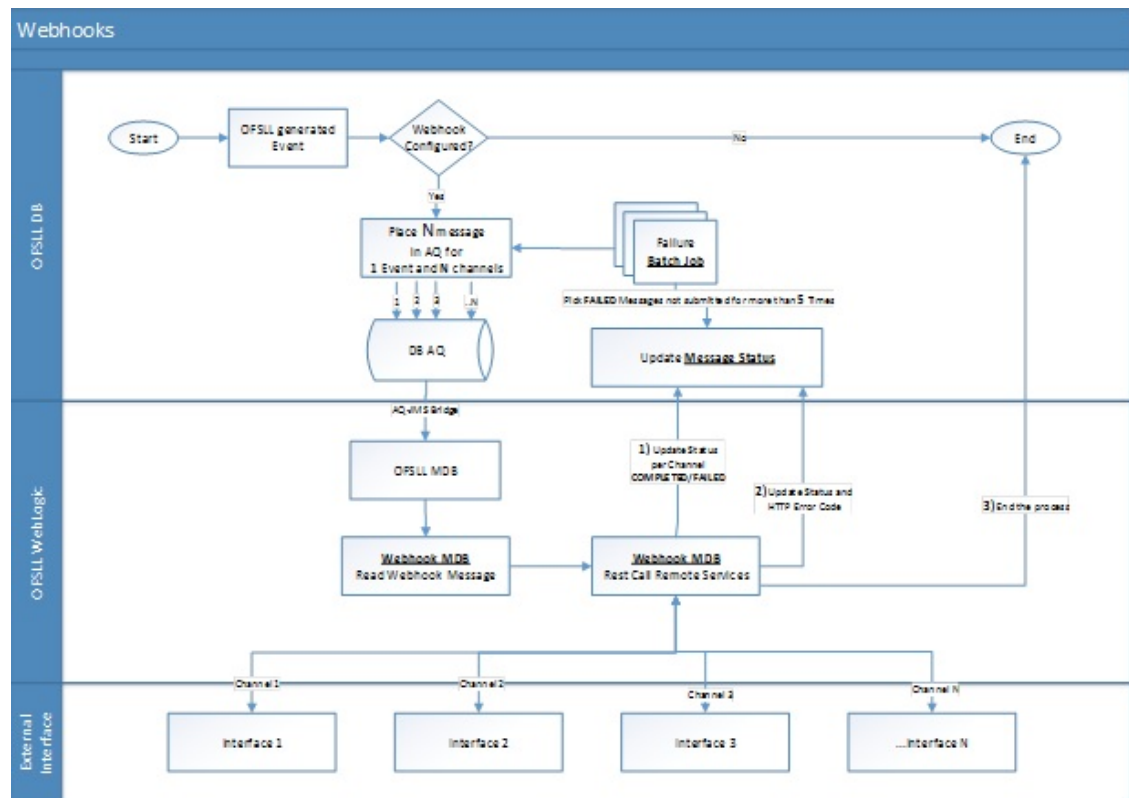 Webhooks
OFSLL DB
Start
OFSLL generated
Event
Webhook
Configured?
No
End
Yes
Place N message
in AQ for
1 Event and N channels
Failure
Batch Job
1
2
3
..N
Pick FAILED Messages not submitted for more than 5 Times
DB AQ
Update Message Status
OFSLL WebLogic
AQ-JMS Bridge
OFSLL MDB
1) Update Status
per Channel
COMPLETED/FAILED
2) Update Status and
HTTP Error Code
3) End the process
Webhook MDB
Read Webhook Message
Webhook MDB
Rest Call Remote Services
External
Interface
Channel 1
Channel 2
Channel 3
Channel N
Interface 1
Interface 2
Interface 3
...Interface N